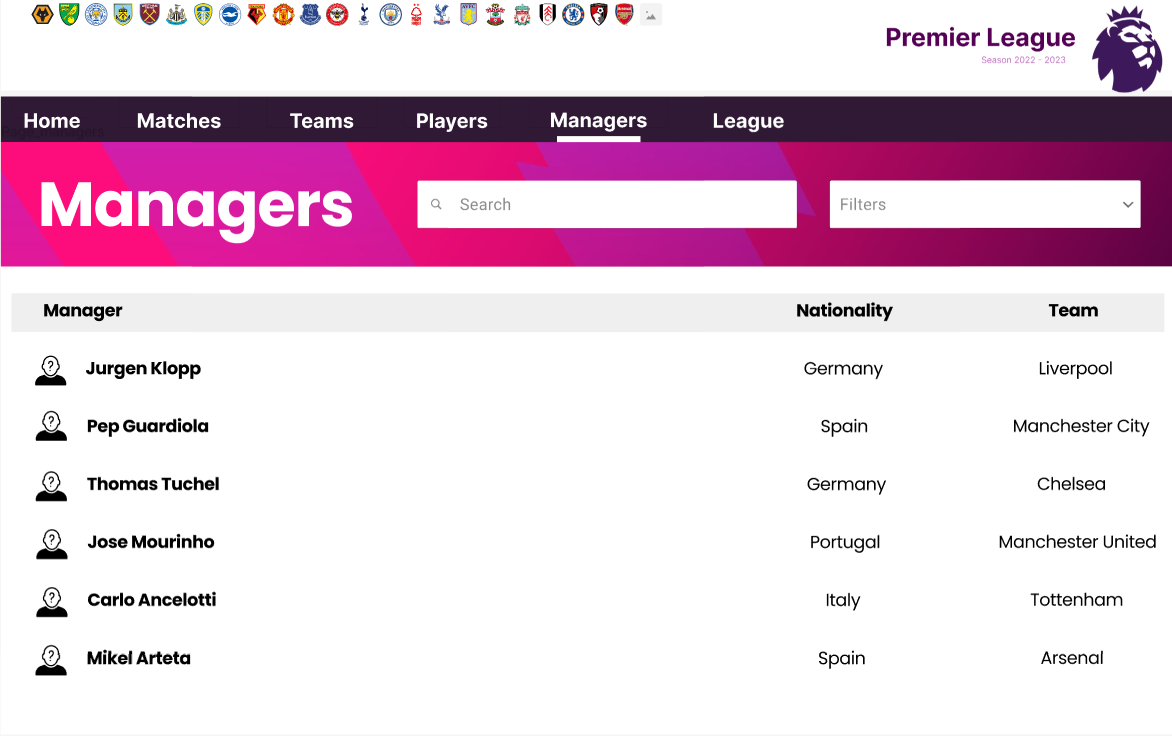 Premier League
Season 2022 - 2023
Home Matches Teams Players Managers League
Managers
Search
Filters
Manager Nationality Team
Jurgen Klopp Germany Liverpool
Pep Guardiola Spain Manchester City
Thomas Tuchel Germany Chelsea
Jose Mourinho Portugal Manchester United
Carlo Ancelotti Italy Tottenham
Mikel Arteta Spain Arsenal